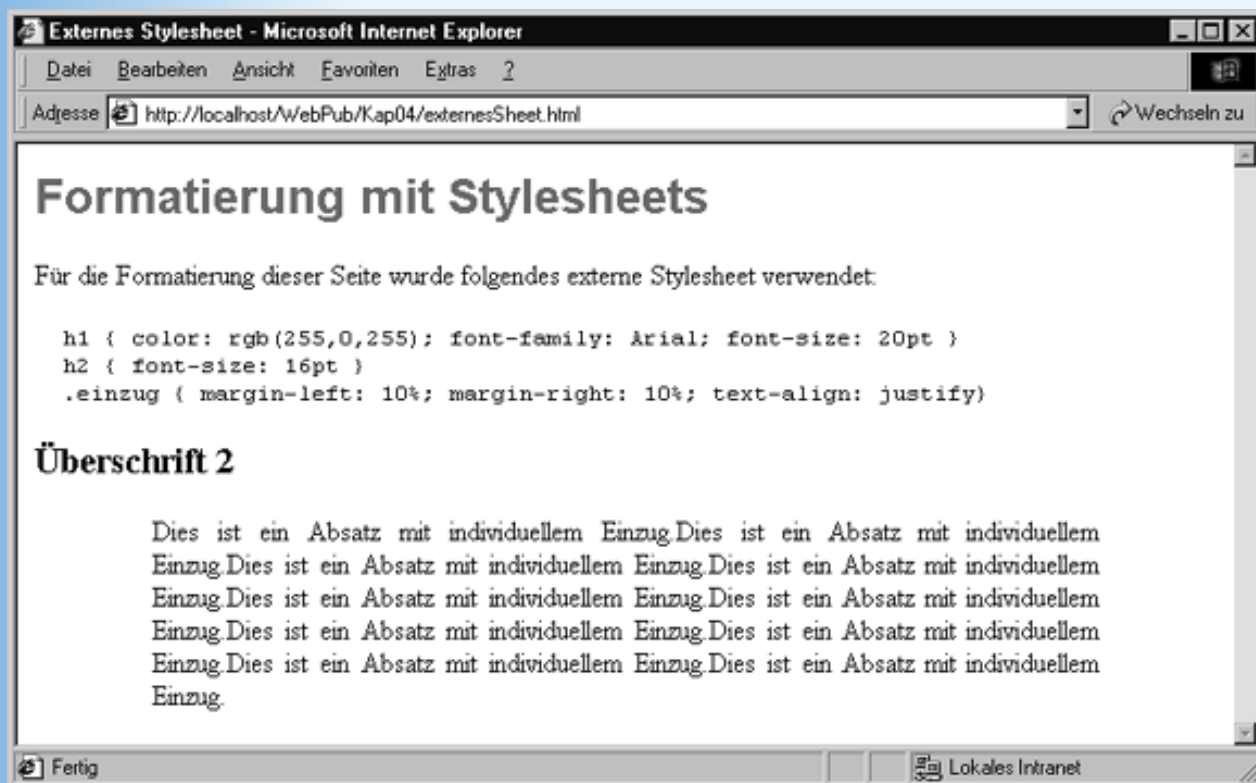 Externes Stylesheet - Microsoft Internet Explorer
Datei Bearbeiten Ansicht Favoriten Extras ?
Adresse http://localhost/WebPub/Kap04/externesSheet.html Wechseln zu
Formatierung mit Stylesheets
Für die Formatierung dieser Seite wurde folgendes externe Stylesheet verwendet:
h1 { color: rgb(255,0,255); font-family: Arial; font-size: 20pt }
h2 { font-size: 16pt }
.einzug { margin-left: 10%; margin-right: 10%; text-align: justify}
Überschrift 2
Dies ist ein Absatz mit individuellem Einzug.Dies ist ein Absatz mit individuellem
Einzug.Dies ist ein Absatz mit individuellem Einzug.Dies ist ein Absatz mit individuellem
Einzug.Dies ist ein Absatz mit individuellem Einzug.Dies ist ein Absatz mit individuellem
Einzug.Dies ist ein Absatz mit individuellem Einzug.Dies ist ein Absatz mit individuellem
Einzug.Dies ist ein Absatz mit individuellem Einzug.Dies ist ein Absatz mit individuellem
Einzug.
Fertig Lokales Intranet